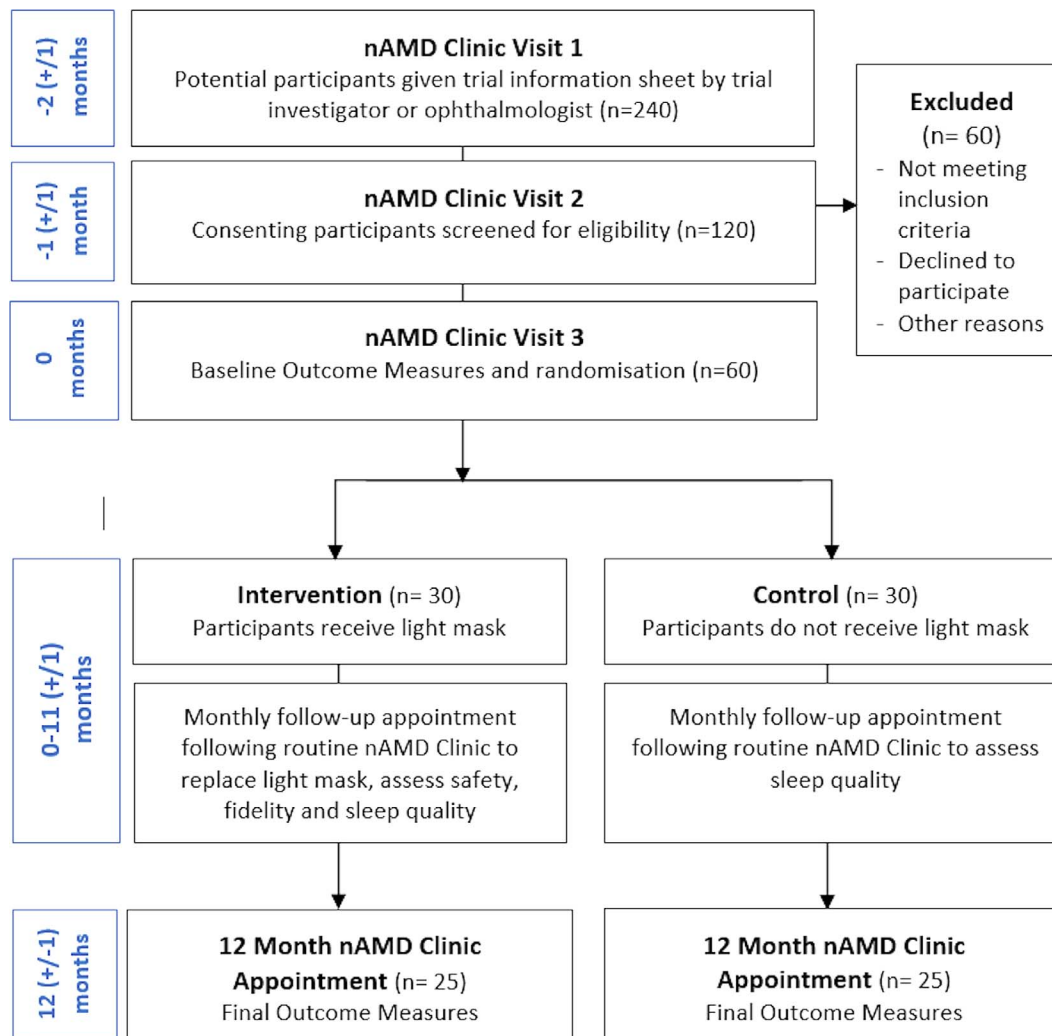 -2 (+/1)
months
nAMD Clinic Visit 1
Potential participants given trial information sheet by trial
investigator or ophthalmologist (n=240)
Excluded
(n= 60)
- Not meeting
inclusion
criteria
- Declined to
participate
- Other reasons
-1 (+/1)
month
nAMD Clinic Visit 2
Consenting participants screened for eligibility (n=120)
0
months
nAMD Clinic Visit 3
Baseline Outcome Measures and randomisation (n=60)
0-11 (+/1)
months
Intervention (n= 30)
Participants receive light mask
Control (n= 30)
Participants do not receive light mask
Monthly follow-up appointment
following routine nAMD Clinic to
replace light mask, assess safety,
fidelity and sleep quality
Monthly follow-up appointment
following routine nAMD Clinic to assess
sleep quality
12 (+/-1)
months
12 Month nAMD Clinic
Appointment (n= 25)
Final Outcome Measures
12 Month nAMD Clinic
Appointment (n= 25)
Final Outcome Measures